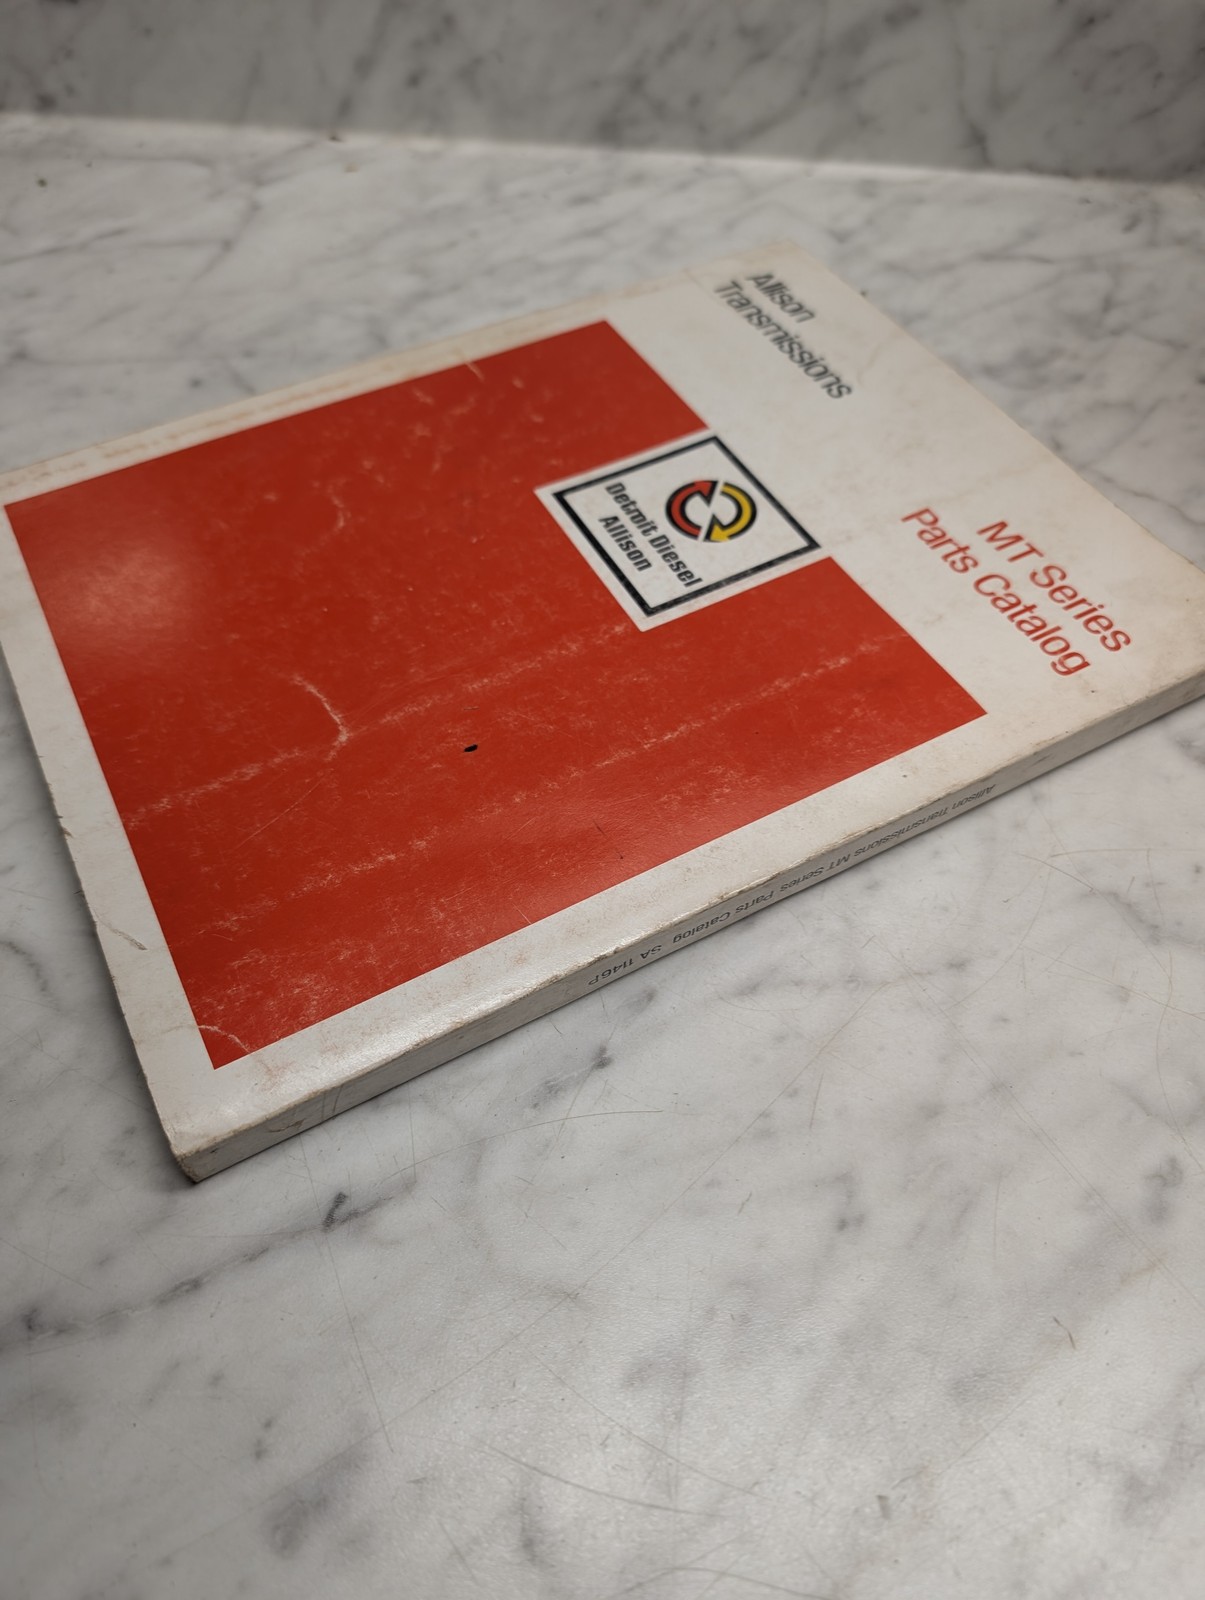 Allison
Transmissions
MT Series
Parts Catalog
Detroit Diesel
Allison
Allison Transmissions MT Series Parts Catalog SA 1146P